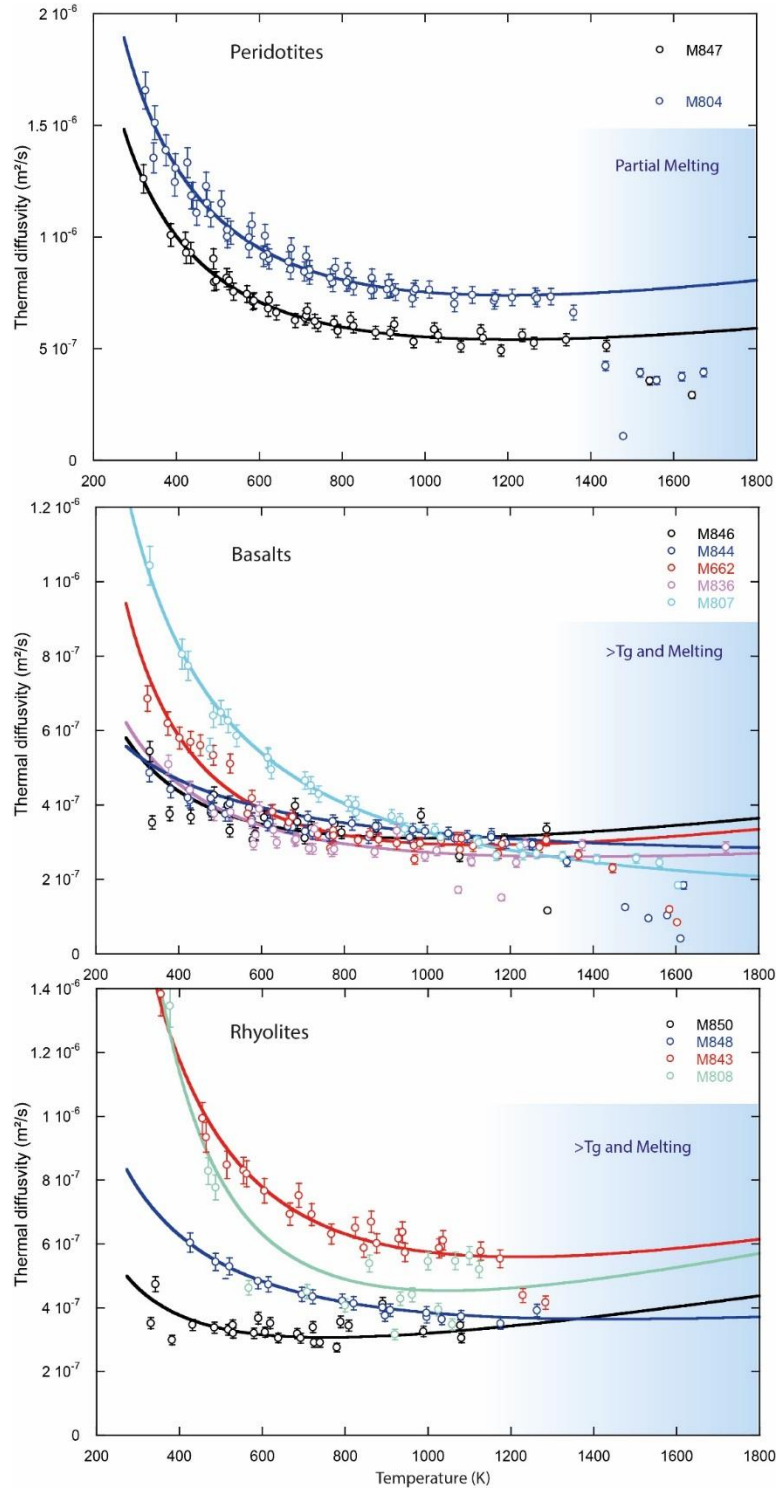 2 10-6
Peridotites
M847
M804
1.5 10-6
Partial Melting
1 10-6
5 10-7
0
200 400 600 800 1000 1200 1400 1600 1800
Thermal diffusvity (m²/s)
1.2 10-6
Basalts
M846
M844
M662
M836
M807
1 10-6
>Tg and Melting
8 10-7
6 10-7
4 10-7
2 10-7
0
200 400 600 800 1000 1200 1400 1600 1800
Thermal diffusvity (m²/s)
1.4 10-6
Rhyolites
M850
M848
M843
M808
1.2 10-6
1 10-6
>Tg and Melting
8 10-7
6 10-7
4 10-7
2 10-7
0
200 400 600 800 1000 1200 1400 1600 1800
Thermal diffusvity (m²/s)
Temperature (K)